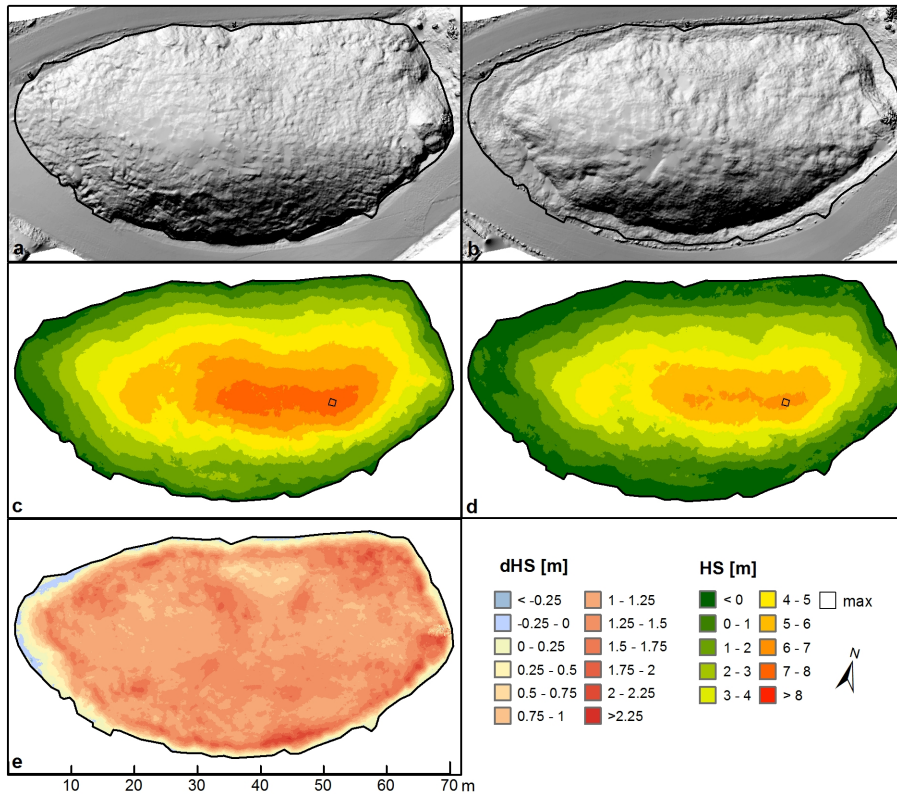 a
b
c
d
e
dHS [m]
< -0.25
-0.25 - 0
0 - 0.25
0.25 - 0.5
0.5 - 0.75
0.75 - 1
1 - 1.25
1.25 - 1.5
1.5 - 1.75
1.75 - 2
2 - 2.25
>2.25
HS [m]
< 0
0 - 1
1 - 2
2 - 3
3 - 4
4 - 5
5 - 6
6 - 7
7 - 8
> 8
max
N
10 20 30 40 50 60 70 m